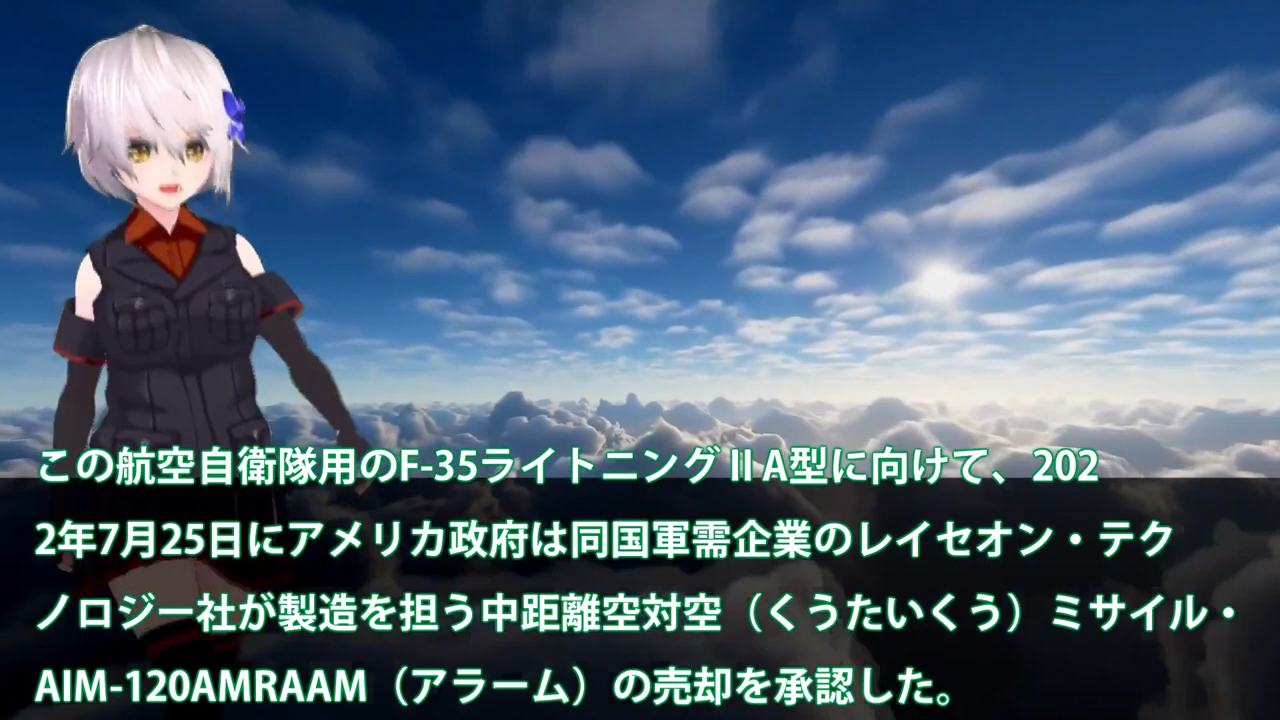 この航空自衛隊用のF-35ライトニングⅡA型に向けて、202
2年7月25日にアメリカ政府は同国軍需企業のレイセオン・テク
ノロジー社が製造を担う中距離空対空（くうたいくう）ミサイル・
AIM-120AMRAAM（アラーム）の売却を承認した。